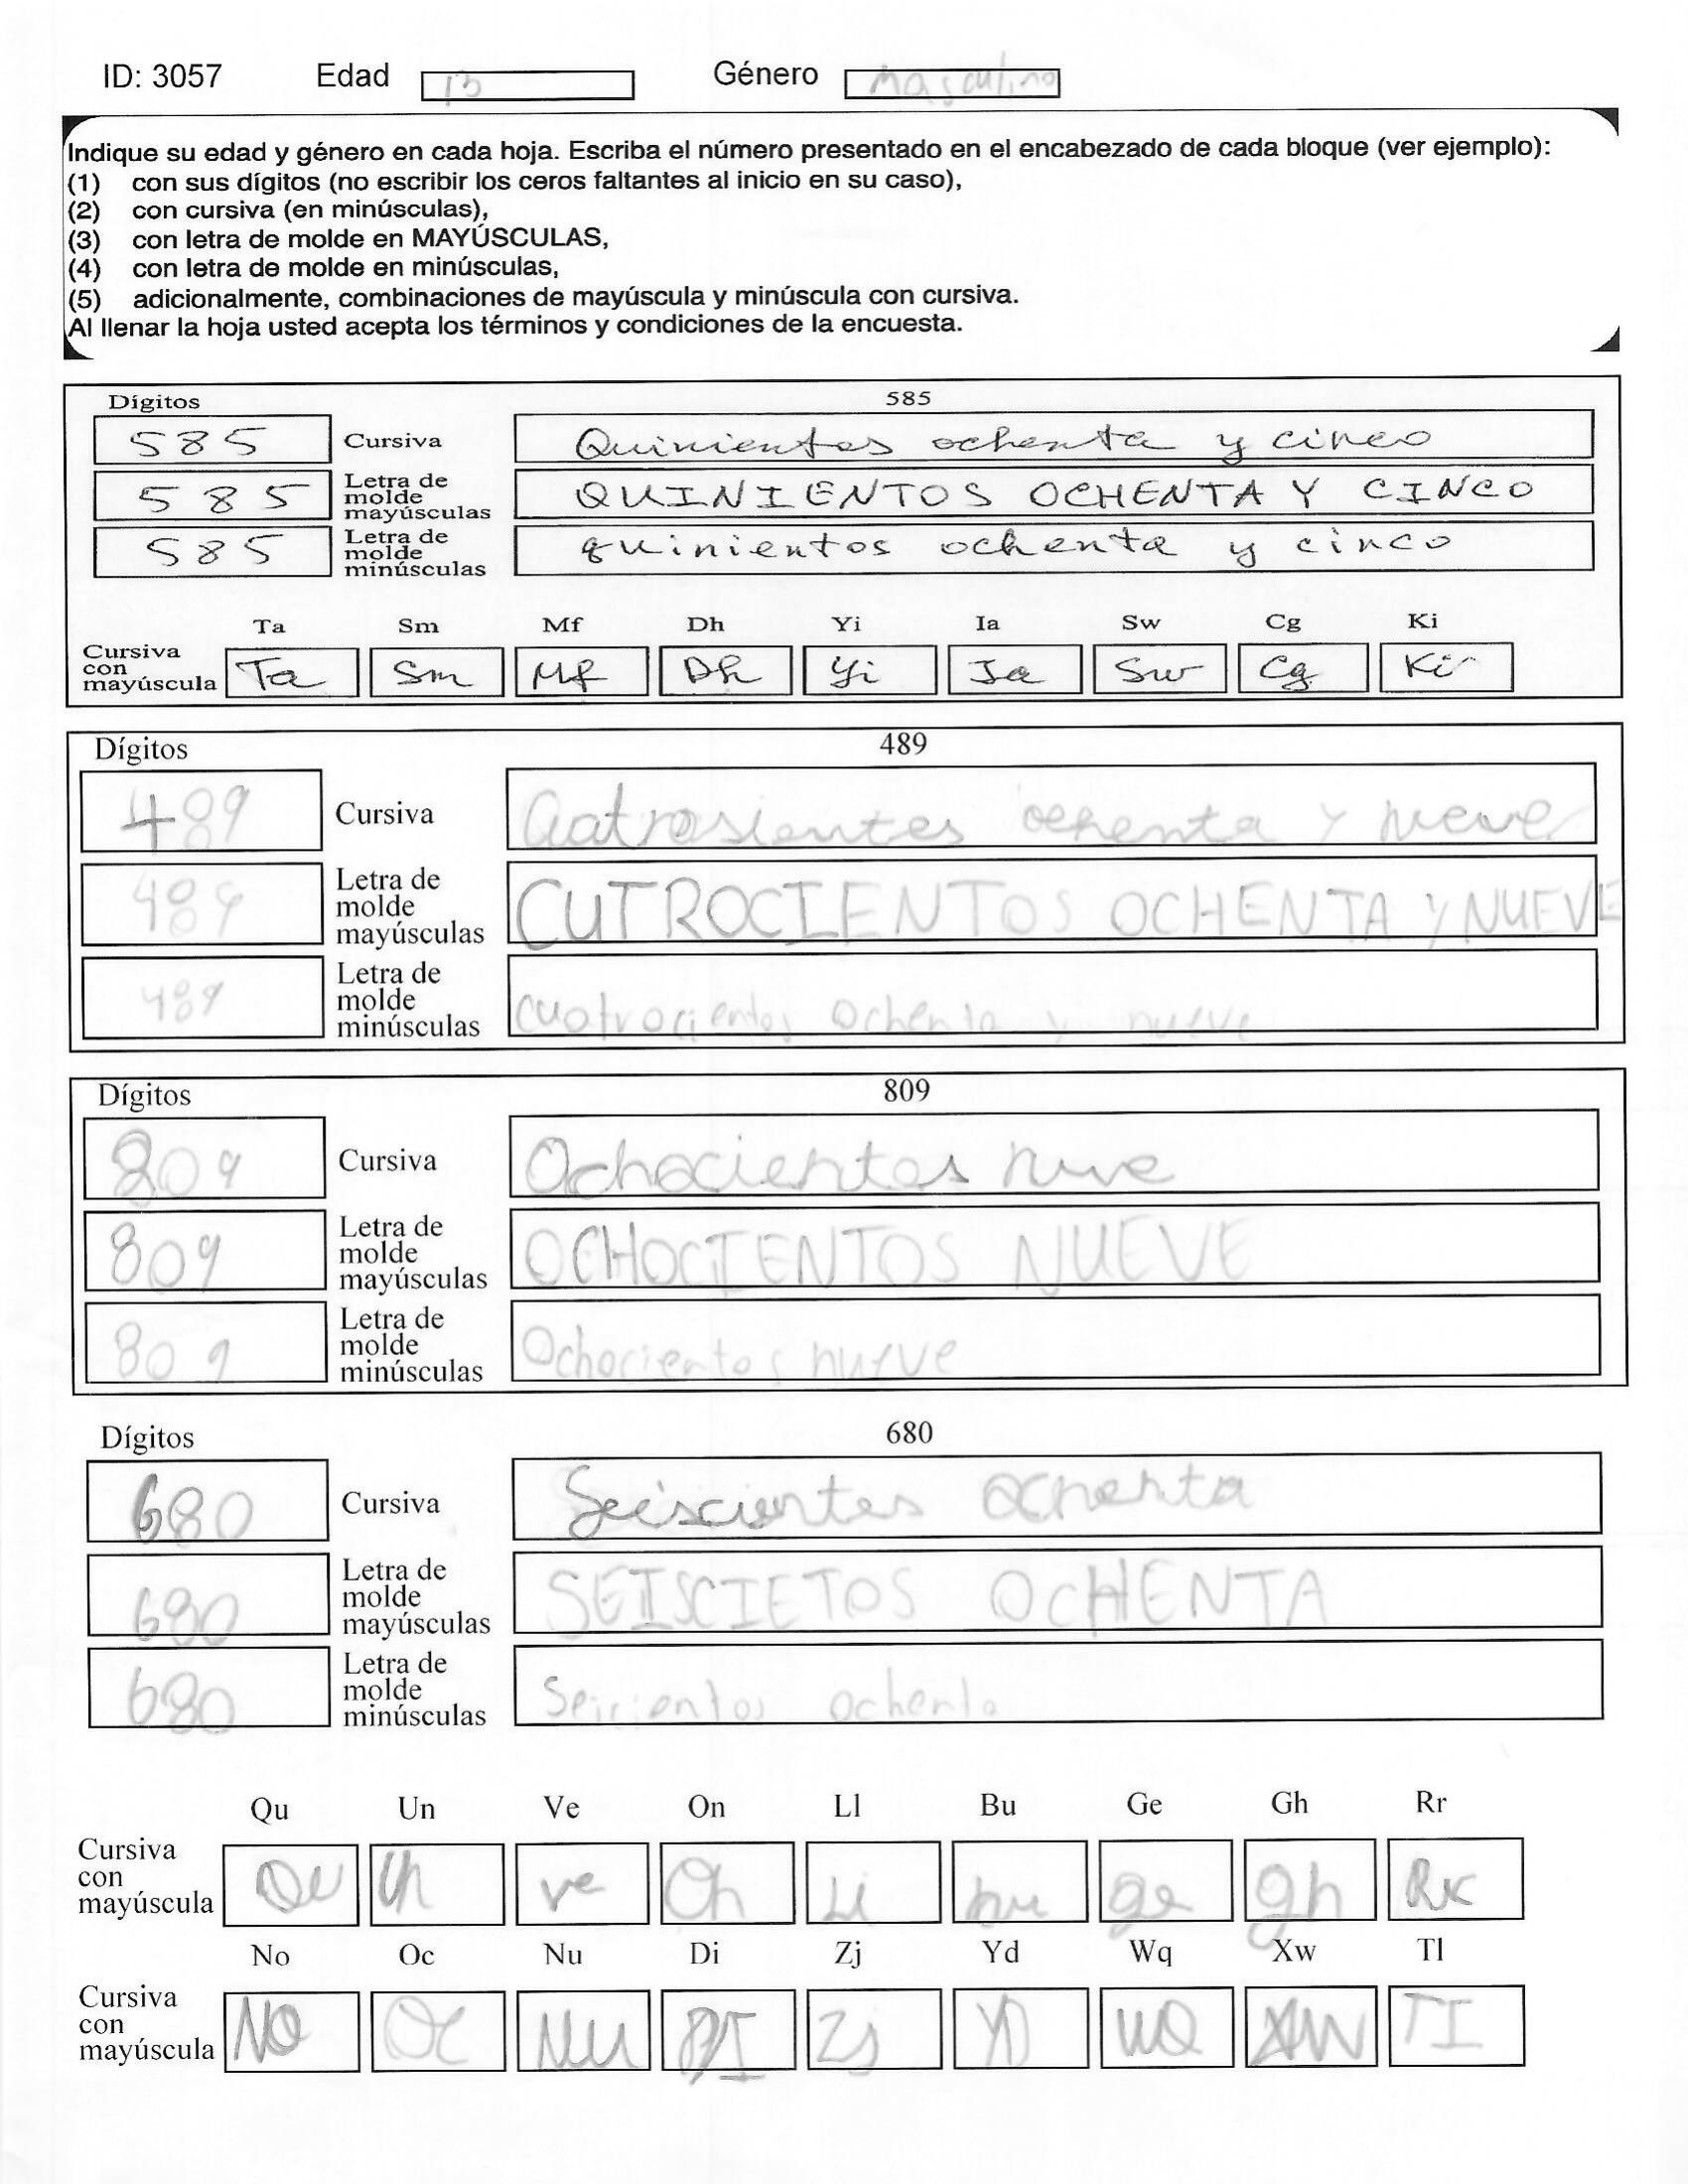 ID: 3057 Edad 13 Género Masculino
Indique su edad y género en cada hoja. Escriba el número presentado en el encabezado de cada bloque (ver ejemplo):
(1) con sus dígitos (no escribir los ceros faltantes al inicio en su caso),
(2) con cursiva (en minúsculas),
(3) con letra de molde en MAYÚSCULAS,
(4) con letra de molde en minúsculas,
(5) adicionalmente, combinaciones de mayúscula y minúscula con cursiva.
Al llenar la hoja usted acepta los términos y condiciones de la encuesta.
Dígitos 585
585 Cursiva Quinientos ochenta y cinco
585 Letra de molde mayúsculas QUINIENTOS OCHENTA Y CINCO
585 Letra de molde minúsculas quinientos ochenta y cinco
Ta Sm Mf Dh Yi Ia Sw Cg Ki
Cursiva con mayúscula Ta Sm Mf Dh Yi Ia Sw Cg Ki
Dígitos 489
489 Cursiva ochenta y
489 Letra de molde mayúsculas CUTROCIENTOS OCHENTA Y NUEVE
489 Letra de molde minúsculas cuatrocientos ochenta y nueve
Dígitos 809
809 Cursiva Ochocientos nuve
809 Letra de molde mayúsculas OCHOCIENTOS NUEVE
809 Letra de molde minúsculas Ochocientos nueve
Dígitos 680
680 Cursiva Seiscientos ochenta
680 Letra de molde mayúsculas SEISCIETOS OCHENTA
680 Letra de molde minúsculas Seicientos ochenta
Qu Un Ve On Ll Bu Ge Gh Rr
Cursiva con mayúscula Qu Un ve On Li bu ge gh RR
No Oc Nu Di Zj Yd Wq Xw Tl
Cursiva con mayúscula NO Oc Nu DI Zj YD WQ XW TI